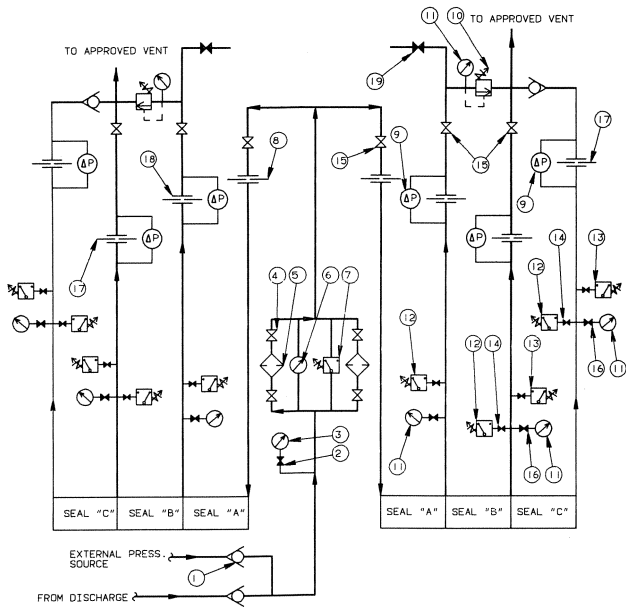 TO APPROVED VENT
11
10
TO APPROVED VENT
19
8
15
9
15
17
9
18
ΔP
ΔP
ΔP
ΔP
ΔP
ΔP
17
4
5
6
7
12
12
14
13
11
16
11
12
14
13
3
2
11
16
11
SEAL "C"
SEAL "B"
SEAL "A"
SEAL "A"
SEAL "B"
SEAL "C"
EXTERNAL PRESS.
SOURCE
1
FROM DISCHARGE